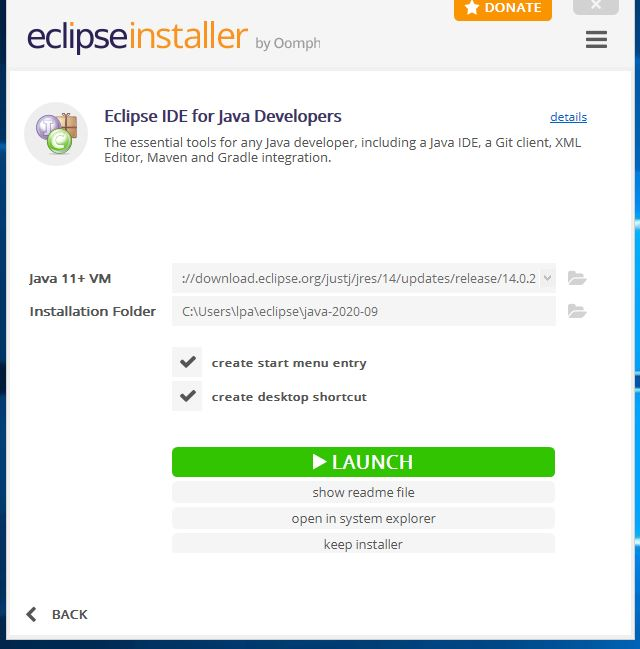 DONATE
eclipseinstaller by Oomph
Eclipse IDE for Java Developers
details
The essential tools for any Java developer, including a Java IDE, a Git client, XML
Editor, Maven and Gradle integration.
Java 11+ VM
://download.eclipse.org/justj/jres/14/updates/release/14.0.2
Installation Folder
C:\Users\lpa\eclipse\java-2020-09
create start menu entry
create desktop shortcut
LAUNCH
show readme file
open in system explorer
keep installer
BACK